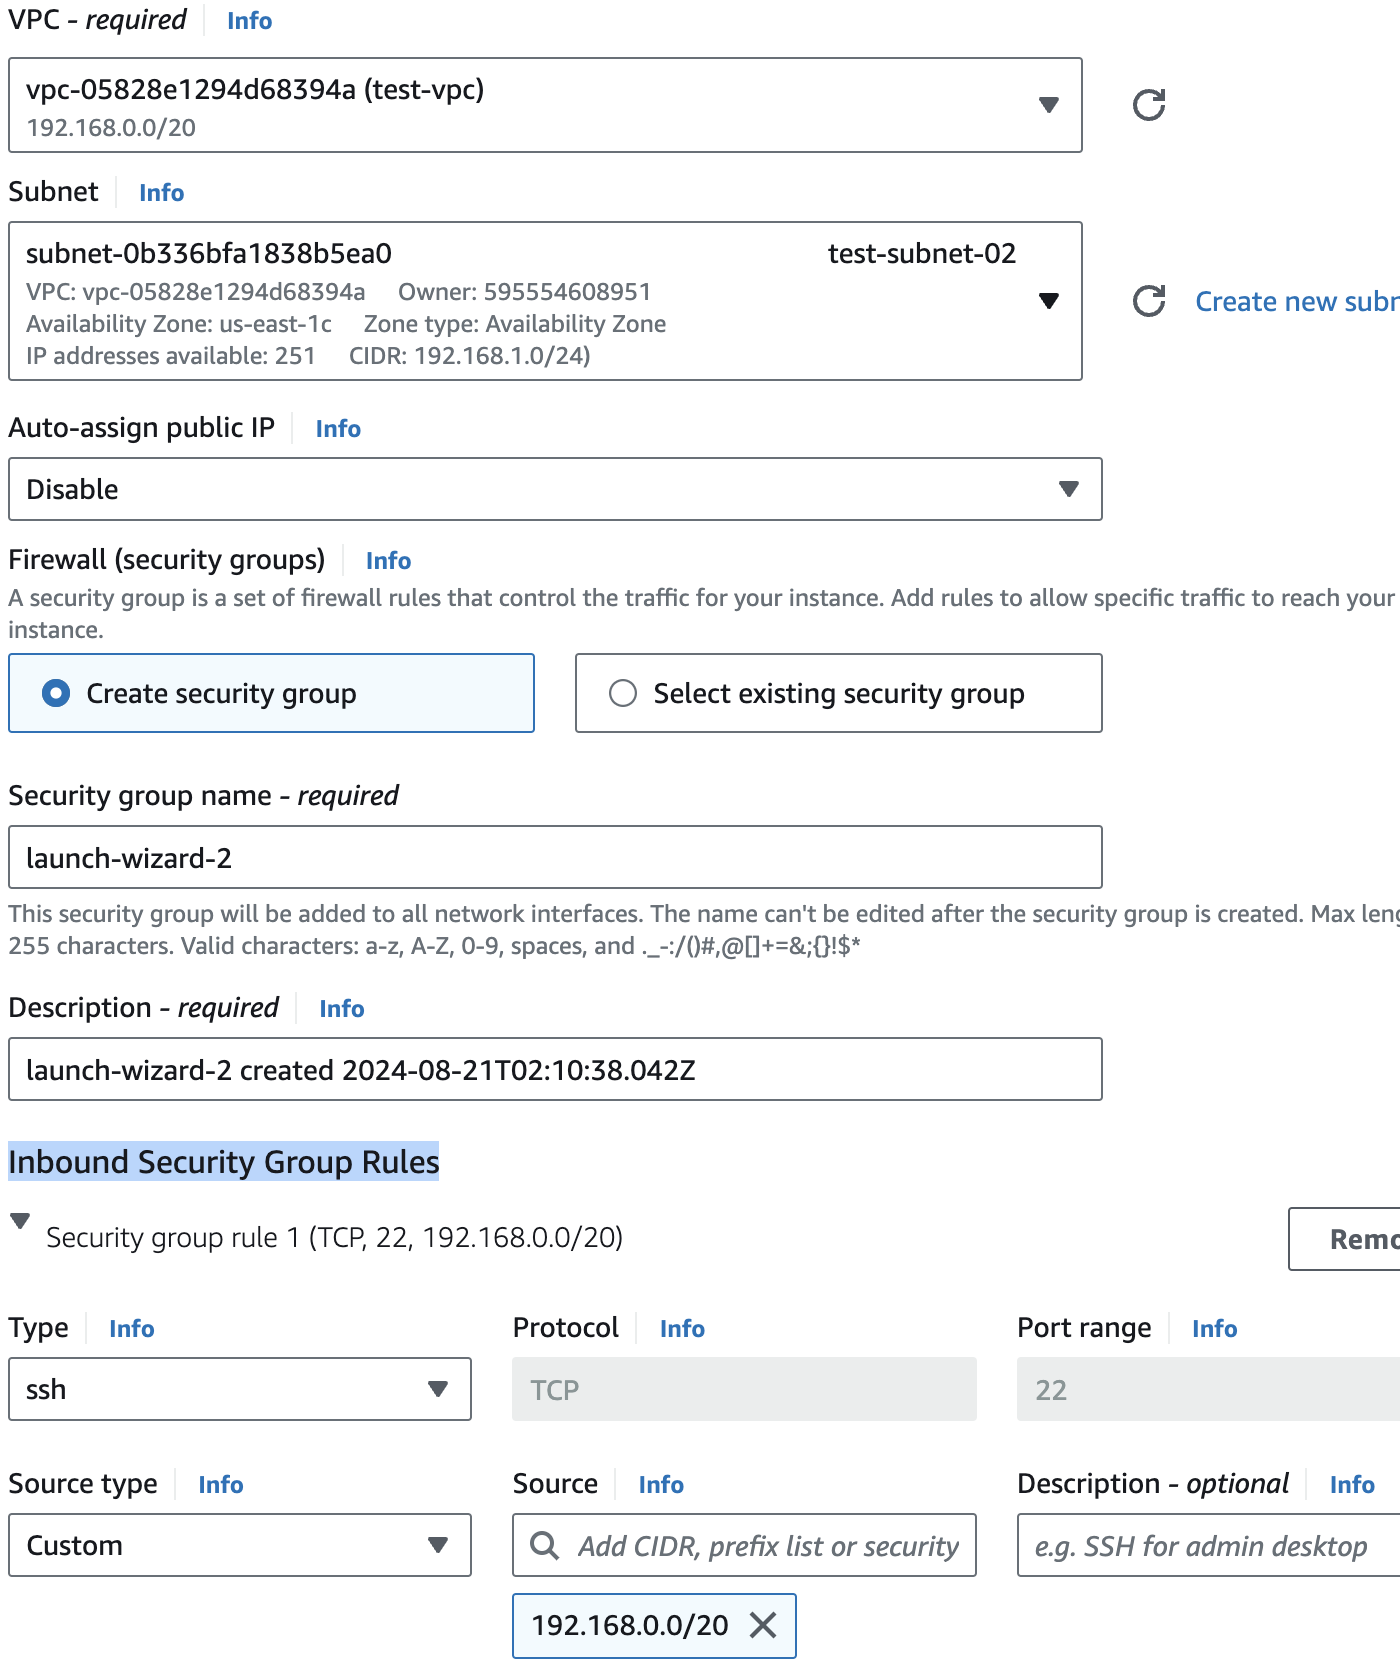 VPC - required Info
vpc-05828e1294d68394a (test-vpc)
192.168.0.0/20
Subnet Info
subnet-0b336bfa1838b5ea0 test-subnet-02
VPC: vpc-05828e1294d68394a Owner: 595554608951
Availability Zone: us-east-1c Zone type: Availability Zone
IP addresses available: 251 CIDR: 192.168.1.0/24)
Create new subn
Auto-assign public IP Info
Disable
Firewall (security groups) Info
A security group is a set of firewall rules that control the traffic for your instance. Add rules to allow specific traffic to reach your
instance.
Create security group
Select existing security group
Security group name - required
launch-wizard-2
This security group will be added to all network interfaces. The name can't be edited after the security group is created. Max leng
255 characters. Valid characters: a-z, A-Z, 0-9, spaces, and ._-:/()#,@[]+=&;{}!$*
Description - required Info
launch-wizard-2 created 2024-08-21T02:10:38.042Z
Inbound Security Group Rules
Security group rule 1 (TCP, 22, 192.168.0.0/20)
Remo
Type Info Protocol Info Port range Info
ssh TCP 22
Source type Info Source Info Description - optional Info
Custom Add CIDR, prefix list or security e.g. SSH for admin desktop
192.168.0.0/20